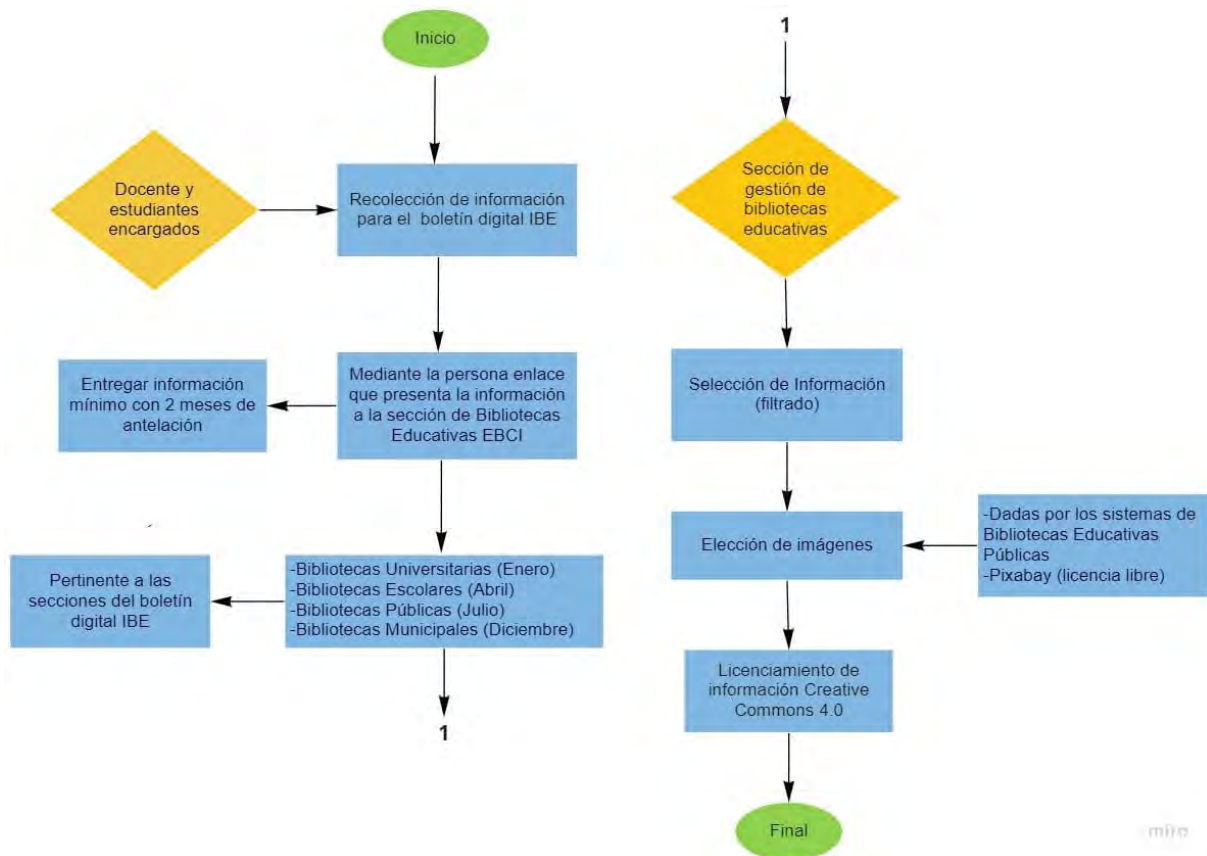 Inicio
Docente y
estudiantes
encargados
Recolección de información
para el boletín digital IBE
Entregar información
mínimo con 2 meses de
antelación
Mediante la persona enlace
que presenta la información
a la sección de Bibliotecas
Educativas EBCI
Pertinente a las
secciones del boletín
digital IBE
-Bibliotecas Universitarias (Enero)
-Bibliotecas Escolares (Abril)
-Bibliotecas Públicas (Julio)
-Bibliotecas Municipales (Diciembre)
1
1
Sección de
gestión de
bibliotecas
educativas
Selección de Información
(filtrado)
Elección de imágenes
-Dadas por los sistemas de
Bibliotecas Educativas
Públicas
-Pixabay (licencia libre)
Licenciamiento de
información Creative
Commons 4.0
Final
miro